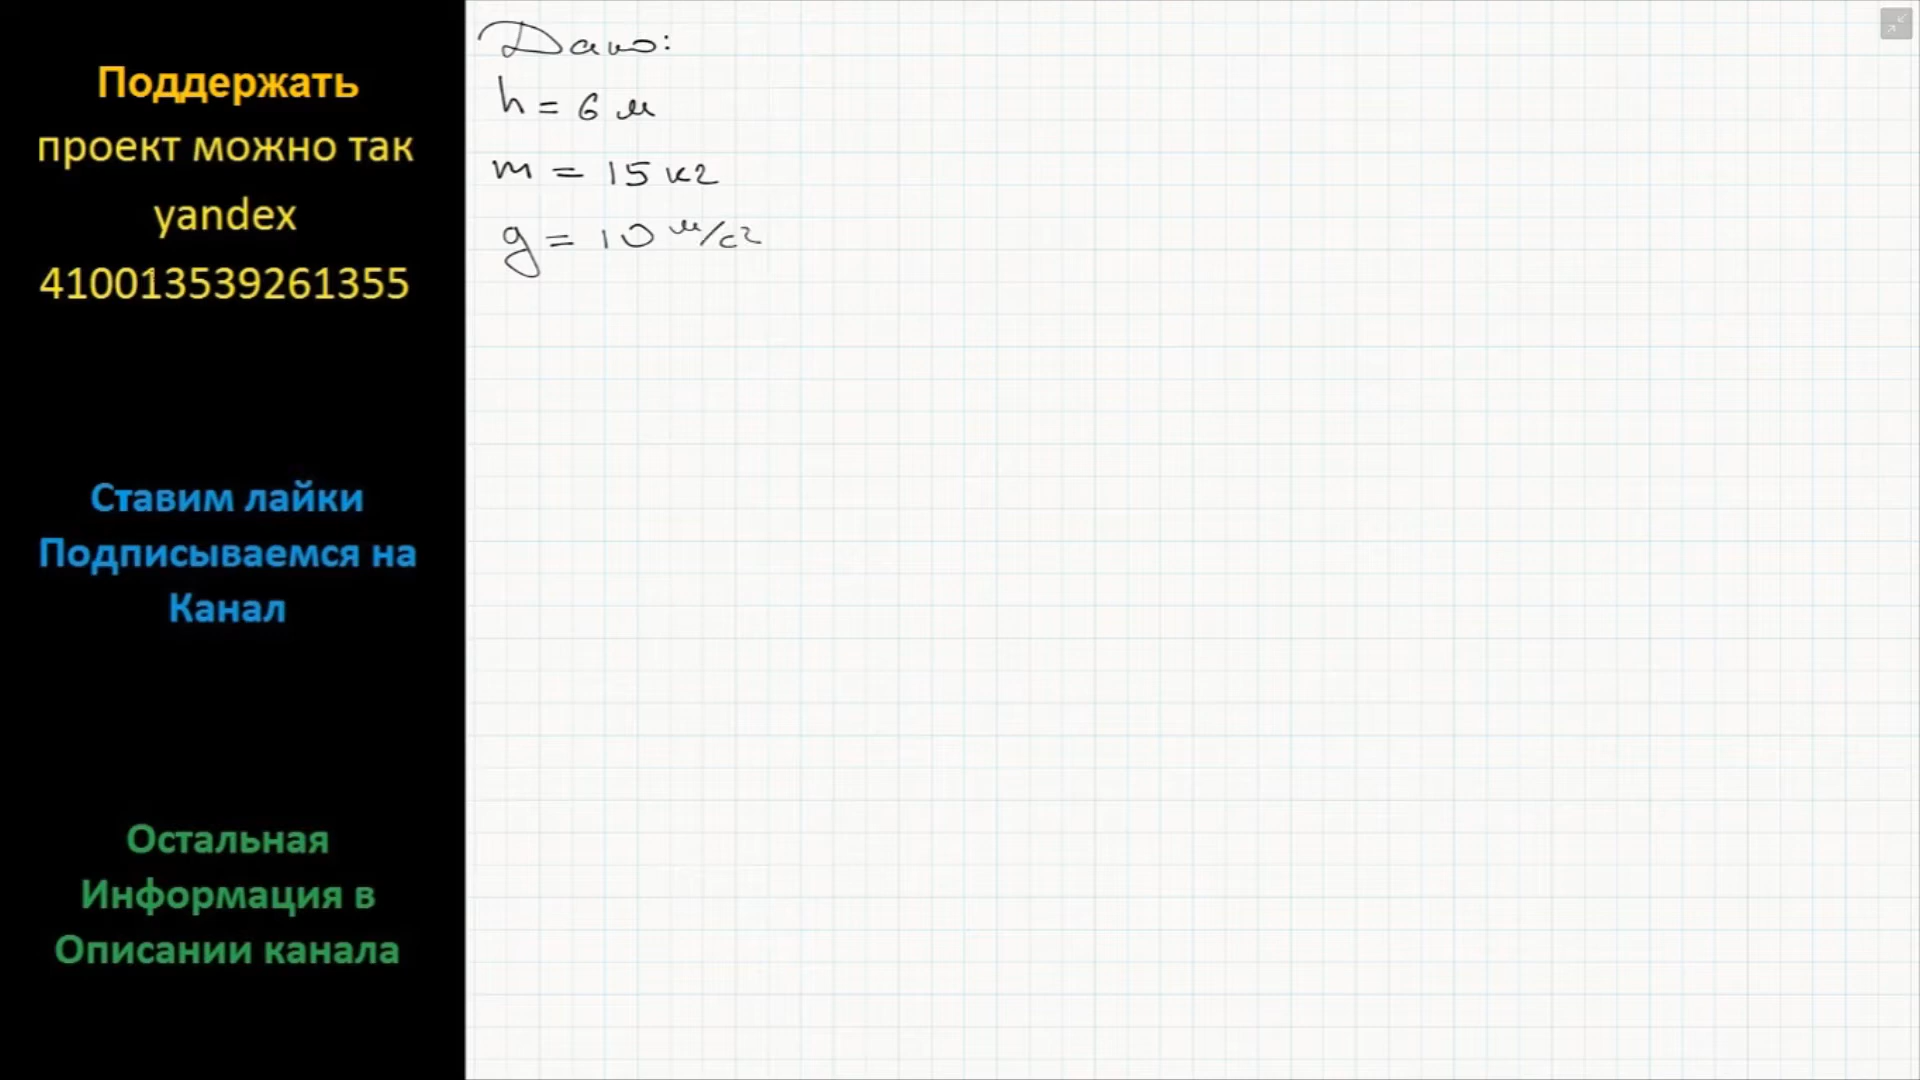 Поддержать
проект можно так
yandex
410013539261355
Ставим лайки
Подписываемся на
Канал
Остальная
Информация в
Описании канала
Дано:
h = 6 м
m = 15 кг
g = 10 м/с²